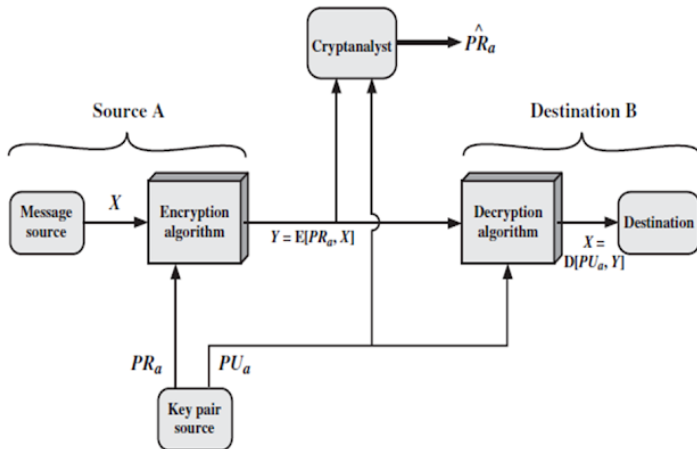 Cryptanalyst
P̂Rₐ
Source A
Destination B
Message
source
X
Encryption
algorithm
Y = E[PRₐ, X]
Decryption
algorithm
X =
D[PUₐ, Y]
Destination
PRₐ
PUₐ
Key pair
source